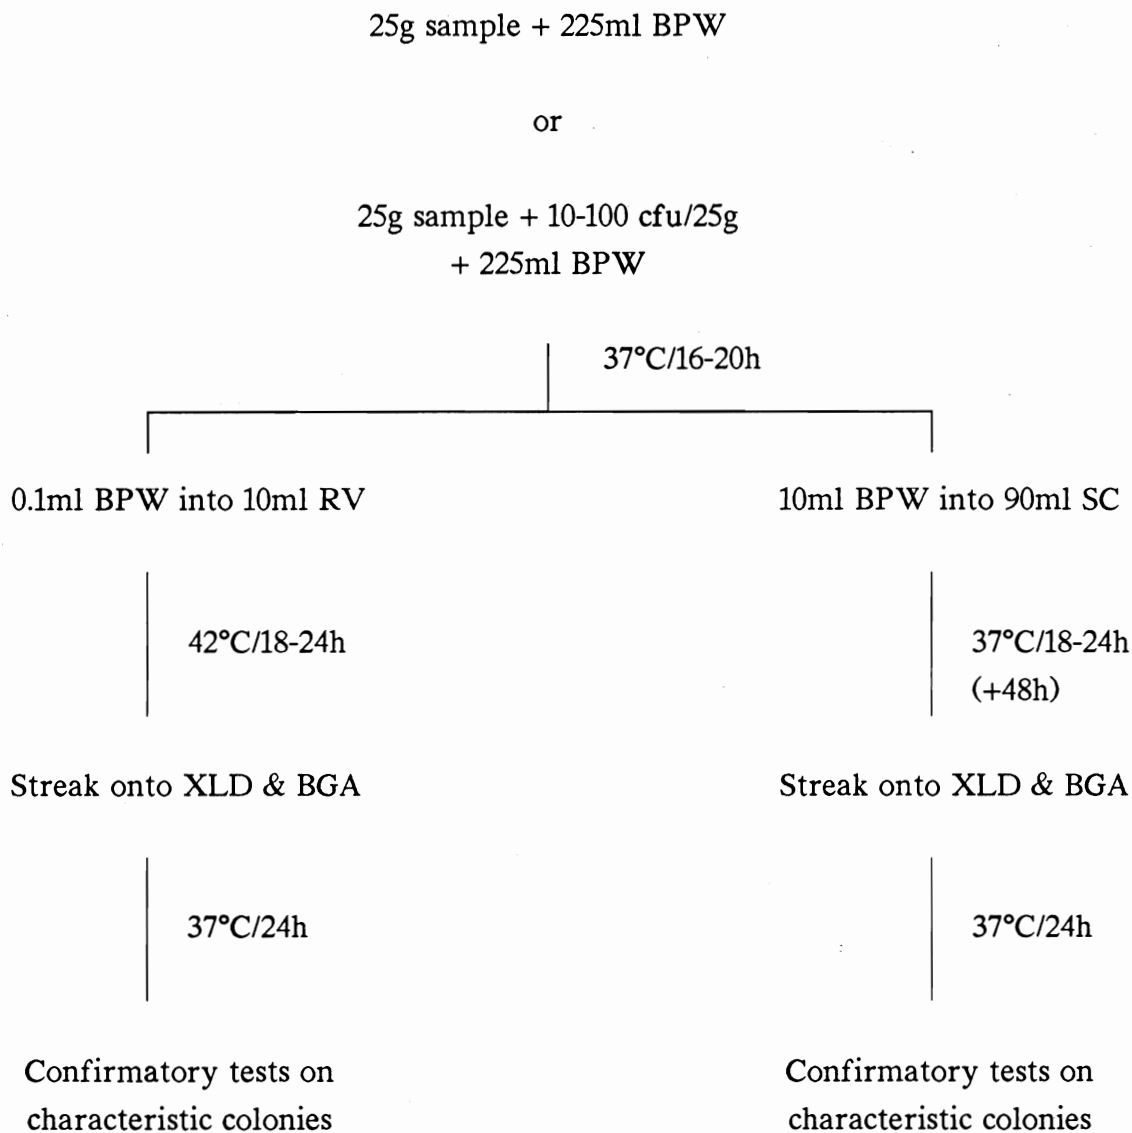 25g sample + 225ml BPW
or
25g sample + 10-100 cfu/25g
+ 225ml BPW
37°C/16-20h
0.1ml BPW into 10ml RV
10ml BPW into 90ml SC
42°C/18-24h
37°C/18-24h
(+48h)
Streak onto XLD & BGA
Streak onto XLD & BGA
37°C/24h
37°C/24h
Confirmatory tests on
characteristic colonies
Confirmatory tests on
characteristic colonies